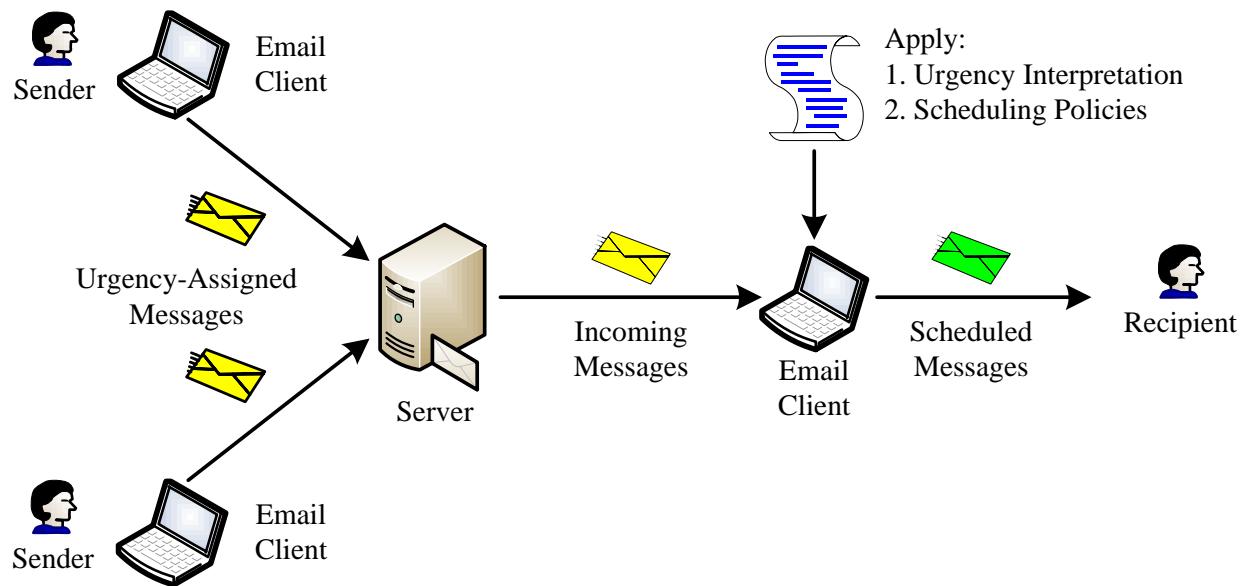 Sender
Email
Client
Apply:
1. Urgency Interpretation
2. Scheduling Policies
Urgency-Assigned
Messages
Server
Incoming
Messages
Email
Client
Scheduled
Messages
Recipient
Sender
Email
Client